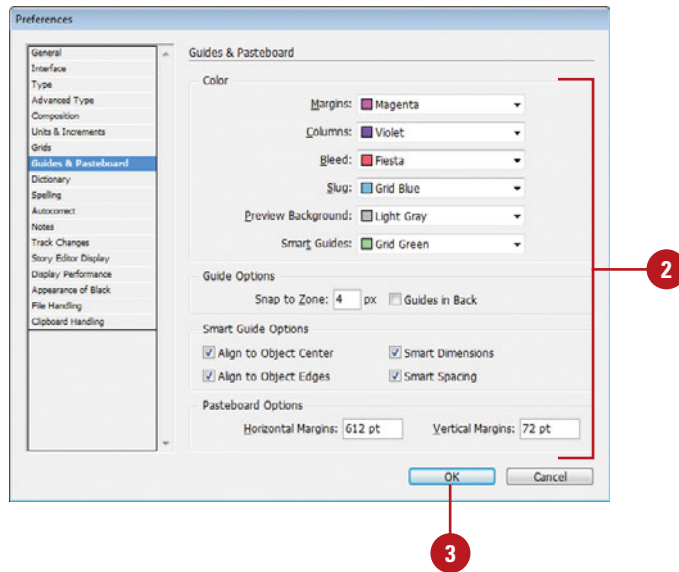 Preferences
General
Interface
Type
Advanced Type
Composition
Units & Increments
Grids
Guides & Pasteboard
Dictionary
Spelling
Autocorrect
Notes
Track Changes
Story Editor Display
Display Performance
Appearance of Black
File Handling
Clipboard Handling
Guides & Pasteboard
Color
Margins: Magenta
Columns: Violet
Bleed: Fiesta
Slug: Grid Blue
Preview Background: Light Gray
Smart Guides: Grid Green
Guide Options
Snap to Zone: 4 px Guides in Back
Smart Guide Options
Align to Object Center Smart Dimensions
Align to Object Edges Smart Spacing
Pasteboard Options
Horizontal Margins: 612 pt Vertical Margins: 72 pt
OK Cancel
2
3